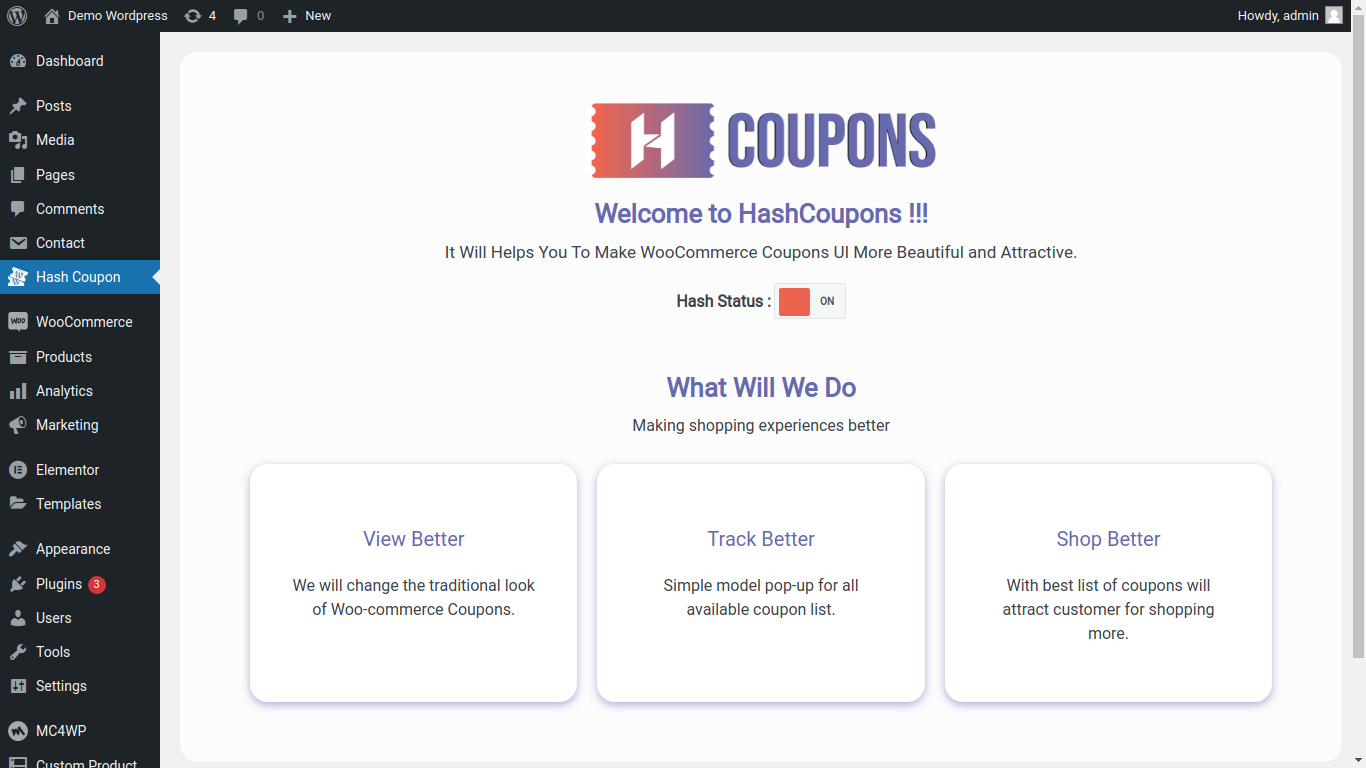 Demo Wordpress 4 0 New Howdy, admin
Dashboard
Posts
Media
Pages
Comments
Contact
Hash Coupon
WooCommerce
Products
Analytics
Marketing
Elementor
Templates
Appearance
Plugins 3
Users
Tools
Settings
MC4WP
Custom Product
H COUPONS
Welcome to HashCoupons !!!
It Will Helps You To Make WooCommerce Coupons UI More Beautiful and Attractive.
Hash Status : ON
What Will We Do
Making shopping experiences better
View Better
We will change the traditional look
of Woo-commerce Coupons.
Track Better
Simple model pop-up for all
available coupon list.
Shop Better
With best list of coupons will
attract customer for shopping
more.